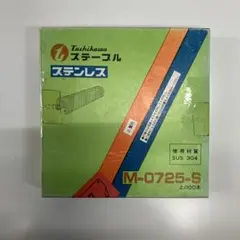 Tachikawa
ステープル
ステンレス
M-0725-S
2,000本
使用材質
SUS 304